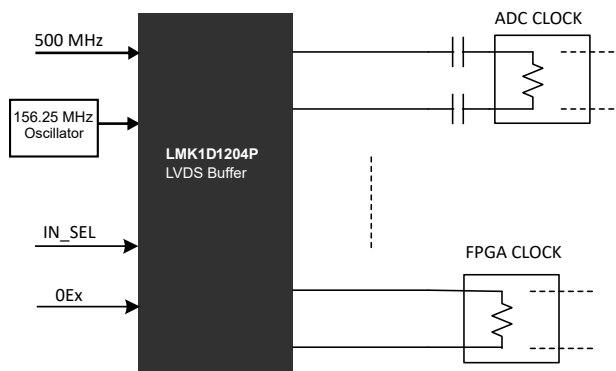 500 MHz
156.25 MHz
Oscillator
IN_SEL
0Ex
LMK1D1204P
LVDS Buffer
ADC CLOCK
FPGA CLOCK